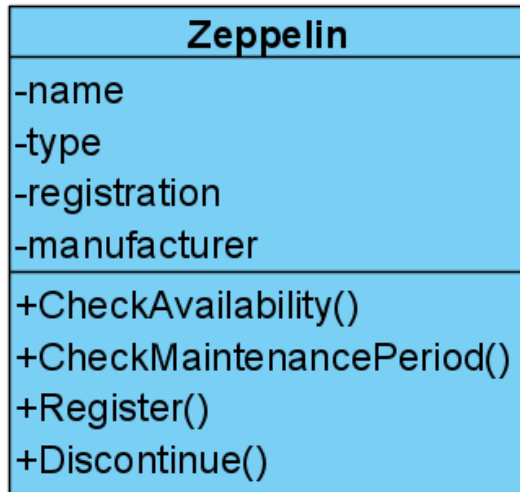 Zeppelin
-name
-type
-registration
-manufacturer
+CheckAvailability()
+CheckMaintenancePeriod()
+Register()
+Discontinue()